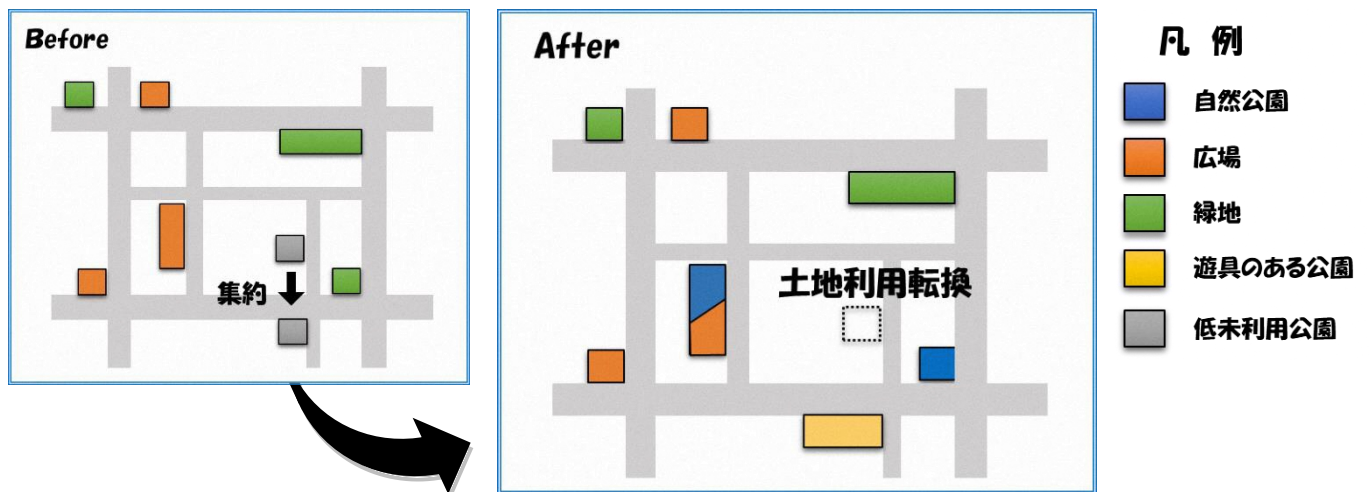 Before
集約
After
土地利用転換
凡 例
自然公園
広場
緑地
遊具のある公園
低未利用公園